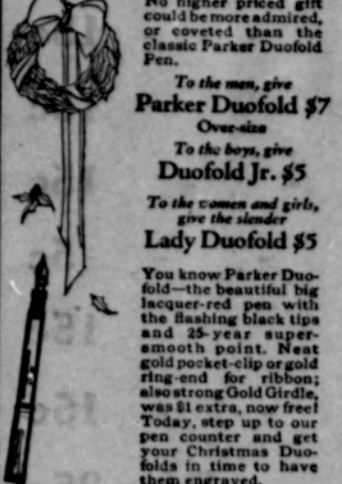 No higher priced gift
could be more admired,
or coveted than the
classic Parker Duofold
Pen.
To the men, give
Parker Duofold $7
Over-size
To the boys, give
Duofold Jr. $5
To the women and girls,
give the slender
Lady Duofold $5
You know Parker Duo-
fold—the beautiful big
lacquer-red pen with
the flashing black tips
and 25-year super-
smooth point. Neat
gold pocket-clip or gold
ring-end for ribbon;
also strong Gold Girdle,
was $1 extra, now free!
Today, step up to our
pen counter and get
your Christmas Duo-
folds in time to have
them engraved.